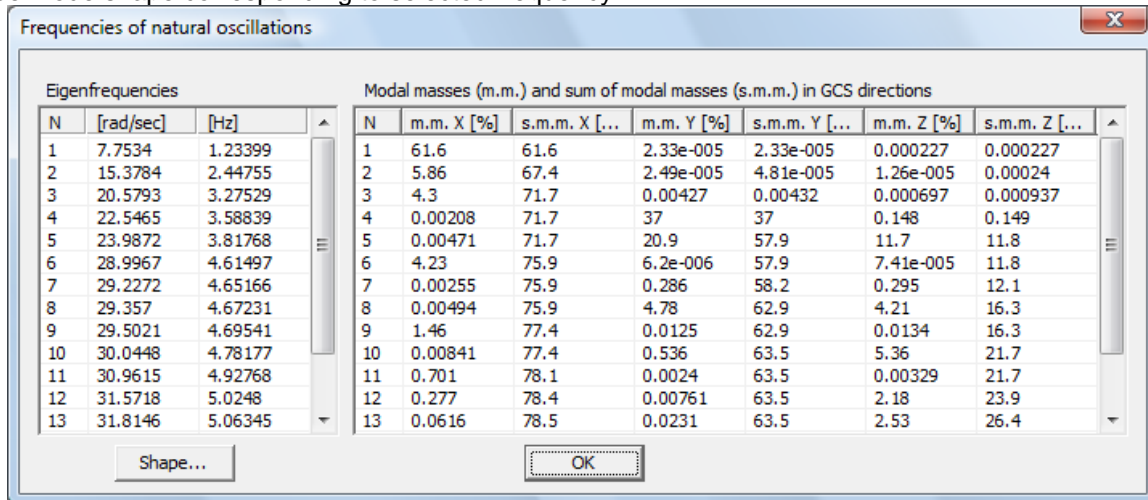 Frequencies of natural oscillations
Eigenfrequencies
N [rad/sec] [Hz]
1 7.7534 1.23399
2 15.3784 2.44755
3 20.5793 3.27529
4 22.5465 3.58839
5 23.9872 3.81768
6 28.9967 4.61497
7 29.2272 4.65166
8 29.357 4.67231
9 29.5021 4.69541
10 30.0448 4.78177
11 30.9615 4.92768
12 31.5718 5.0248
13 31.8146 5.06345
Shape...
Modal masses (m.m.) and sum of modal masses (s.m.m.) in GCS directions
N m.m. X [%] s.m.m. X [... m.m. Y [%] s.m.m. Y [... m.m. Z [%] s.m.m. Z [...
1 61.6 61.6 2.33e-005 2.33e-005 0.000227 0.000227
2 5.86 67.4 2.49e-005 4.81e-005 1.26e-005 0.00024
3 4.3 71.7 0.00427 0.00432 0.000697 0.000937
4 0.00208 71.7 37 37 0.148 0.149
5 0.00471 71.7 20.9 57.9 11.7 11.8
6 4.23 75.9 6.2e-006 57.9 7.41e-005 11.8
7 0.00255 75.9 0.286 58.2 0.295 12.1
8 0.00494 75.9 4.78 62.9 4.21 16.3
9 1.46 77.4 0.0125 62.9 0.0134 16.3
10 0.00841 77.4 0.536 63.5 5.36 21.7
11 0.701 78.1 0.0024 63.5 0.00329 21.7
12 0.277 78.4 0.00761 63.5 2.18 23.9
13 0.0616 78.5 0.0231 63.5 2.53 26.4
OK